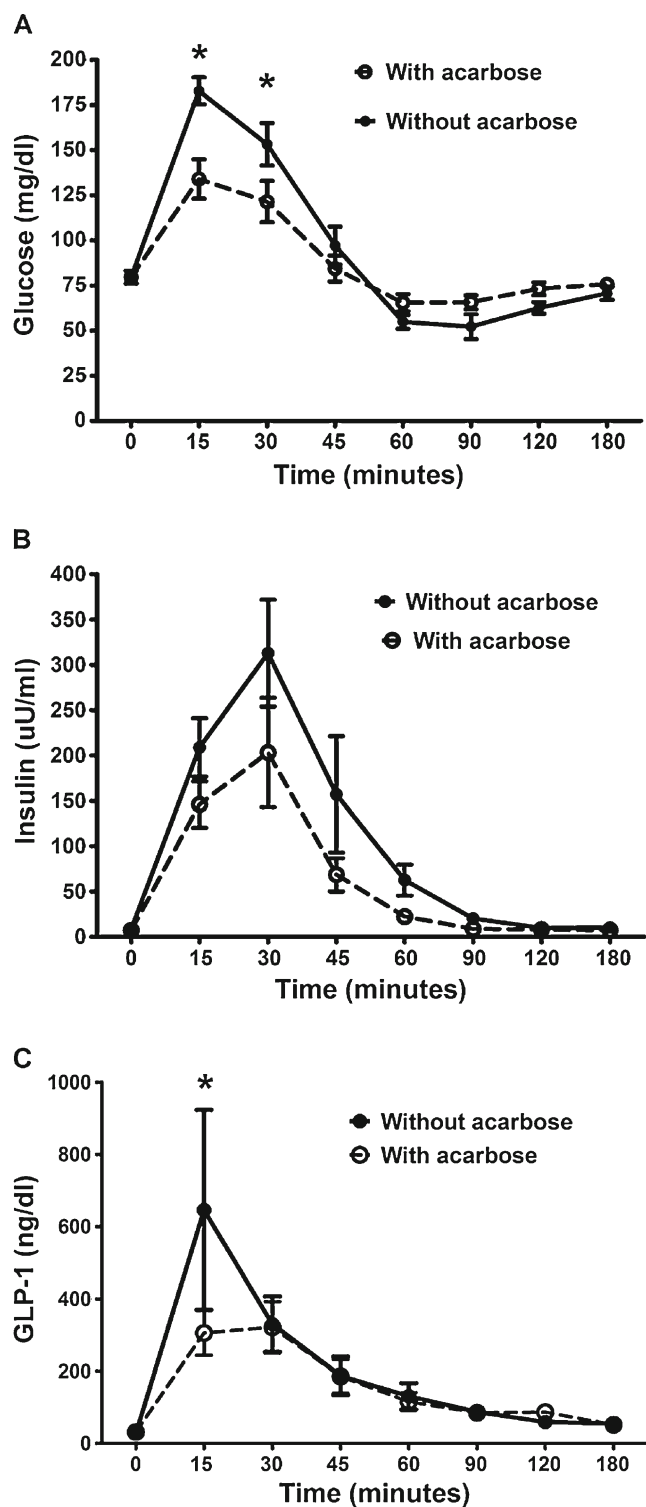 A
* *
200
175
150
125
100
75
50
25
0
Glucose (mg/dl)
With acarbose
Without acarbose
0 15 30 45 60 90 120 180
Time (minutes)
B
400
350
300
250
200
150
100
50
0
Insulin (uU/ml)
Without acarbose
With acarbose
0 15 30 45 60 90 120 180
Time (minutes)
C
*
1000
800
600
400
200
0
GLP-1 (ng/dl)
Without acarbose
With acarbose
0 15 30 45 60 90 120 180
Time (minutes)